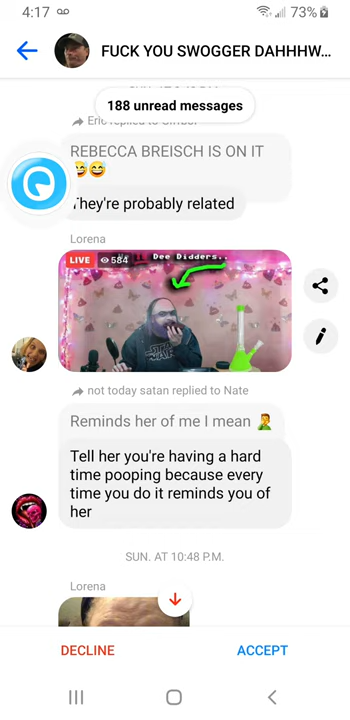 4:17
73%
FUCK YOU SWOGGER DAHHHW...
188 unread messages
REBECCA BREISCH IS ON IT
😅😅
They're probably related
Lorena
LIVE 584
Dee Didders..
STAR
WARS
not today satan replied to Nate
Reminds her of me I mean 🤦‍♂️
Tell her you're having a hard
time pooping because every
time you do it reminds you of
her
SUN. AT 10:48 P.M.
Lorena
DECLINE
ACCEPT